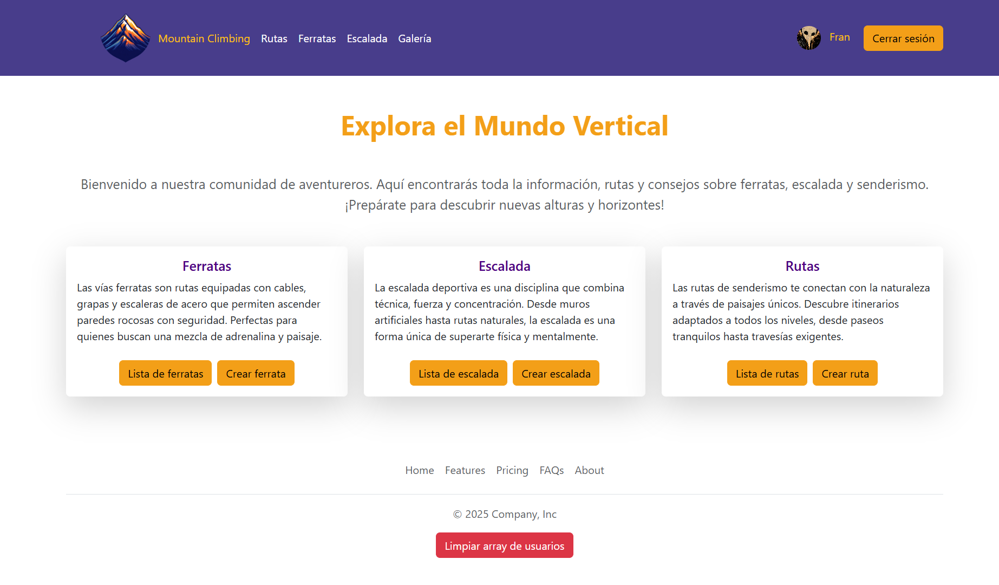 Mountain Climbing Rutas Ferratas Escalada Galería Fran Cerrar sesión
Explora el Mundo Vertical
Bienvenido a nuestra comunidad de aventureros. Aquí encontrarás toda la información, rutas y consejos sobre ferratas, escalada y senderismo.
¡Prepárate para descubrir nuevas alturas y horizontes!
Ferratas
Las vías ferratas son rutas equipadas con cables,
grapas y escaleras de acero que permiten ascender
paredes rocosas con seguridad. Perfectas para
quienes buscan una mezcla de adrenalina y paisaje.
Lista de ferratas Crear ferrata
Escalada
La escalada deportiva es una disciplina que combina
técnica, fuerza y concentración. Desde muros
artificiales hasta rutas naturales, la escalada es una
forma única de superarte física y mentalmente.
Lista de escalada Crear escalada
Rutas
Las rutas de senderismo te conectan con la naturaleza
a través de paisajes únicos. Descubre itinerarios
adaptados a todos los niveles, desde paseos
tranquilos hasta travesías exigentes.
Lista de rutas Crear ruta
Home Features Pricing FAQs About
© 2025 Company, Inc
Limpiar array de usuarios